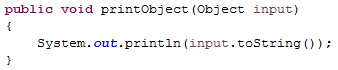 public void printObject(Object input)
{
    System.out.println(input.toString());
}